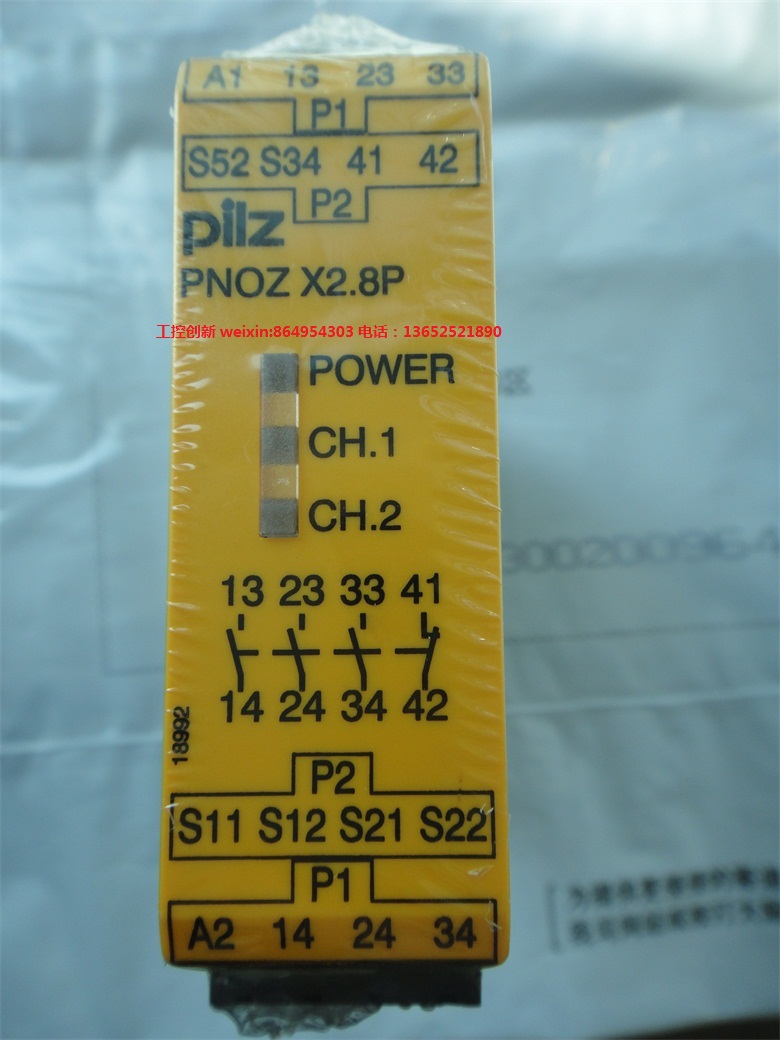 A1 13 23 33
P1
S52 S34 41 42
P2
pilz
PNOZ X2.8P
工控创新 weixin:864954303 电话：13652521890
POWER
CH.1
CH.2
13 23 33 41
14 24 34 42
18992
P2
S11 S12 S21 S22
P1
A2 14 24 34
300200964